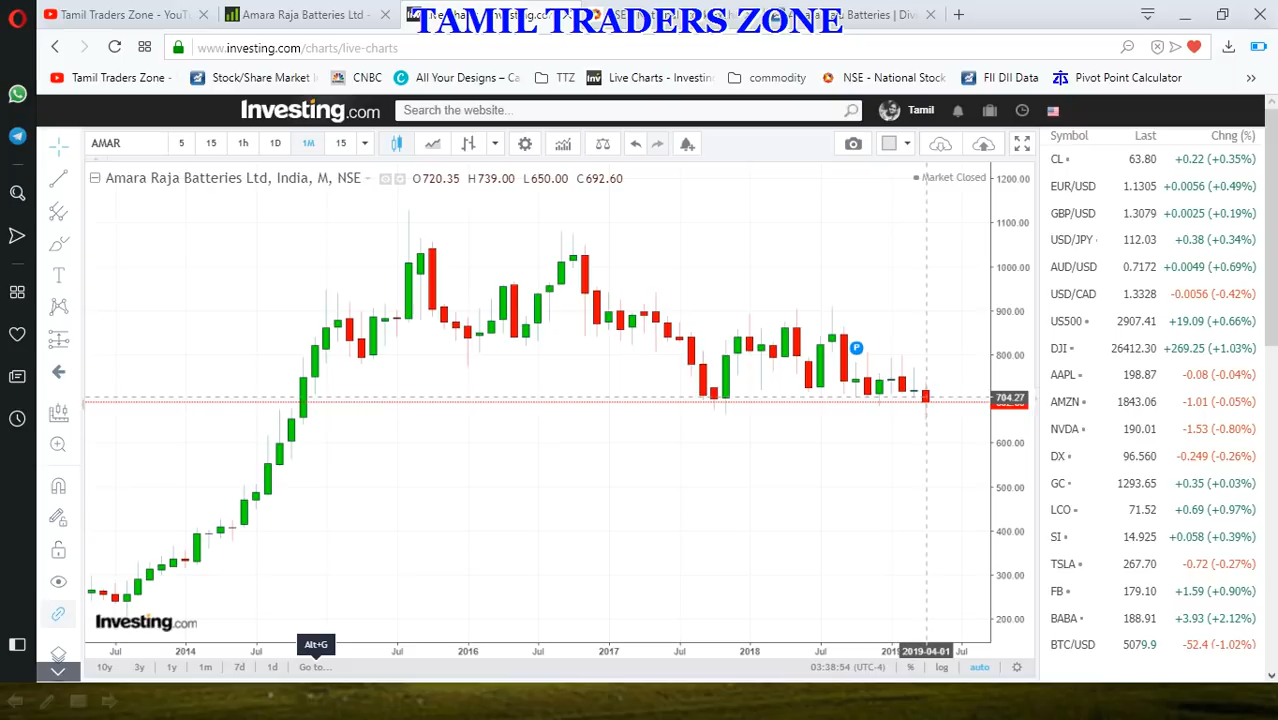 Tamil Traders Zone - YouT
Amara Raja Batteries Ltd
Investing.co
Amara Raja Batteries | Div
TAMIL TRADERS ZONE
www.investing.com/charts/live-charts
Tamil Traders Zone -
Stock/Share Market
CNBC
All Your Designs – Ca
TTZ
Live Charts - Investin
commodity
NSE - National Stock
FII DII Data
Pivot Point Calculator
Investing.com
Search the website...
Tamil
AMAR 5 15 1h 1D 1M 15
Amara Raja Batteries Ltd, India, M, NSE
O720.35 H739.00 L650.00 C692.60
Market Closed
1200.00
1100.00
1000.00
900.00
800.00
704.27
600.00
500.00
400.00
300.00
200.00
P
Investing.com
Alt+G
Jul 2014 Jul Jul 2016 Jul 2017 Jul 2018 Jul 2019-04-01 Jul
10y 3y 1y 1m 7d 1d Go to...
03:38:54 (UTC-4) % log auto
Symbol Last Chng (%)
CL 63.80 +0.22 (+0.35%)
EUR/USD 1.1305 +0.0056 (+0.49%)
GBP/USD 1.3079 +0.0025 (+0.19%)
USD/JPY 112.03 +0.38 (+0.34%)
AUD/USD 0.7172 +0.0049 (+0.69%)
USD/CAD 1.3328 -0.0056 (-0.42%)
US500 2907.41 +19.09 (+0.66%)
DJI 26412.30 +269.25 (+1.03%)
AAPL 198.87 -0.08 (-0.04%)
AMZN 1843.06 -1.01 (-0.05%)
NVDA 190.01 -1.53 (-0.80%)
DX 96.560 -0.249 (-0.26%)
GC 1293.65 +0.35 (+0.03%)
LCO 71.52 +0.69 (+0.97%)
SI 14.925 +0.058 (+0.39%)
TSLA 267.70 -0.72 (-0.27%)
FB 179.10 +1.59 (+0.90%)
BABA 188.91 +3.93 (+2.12%)
BTC/USD 5079.9 -52.4 (-1.02%)